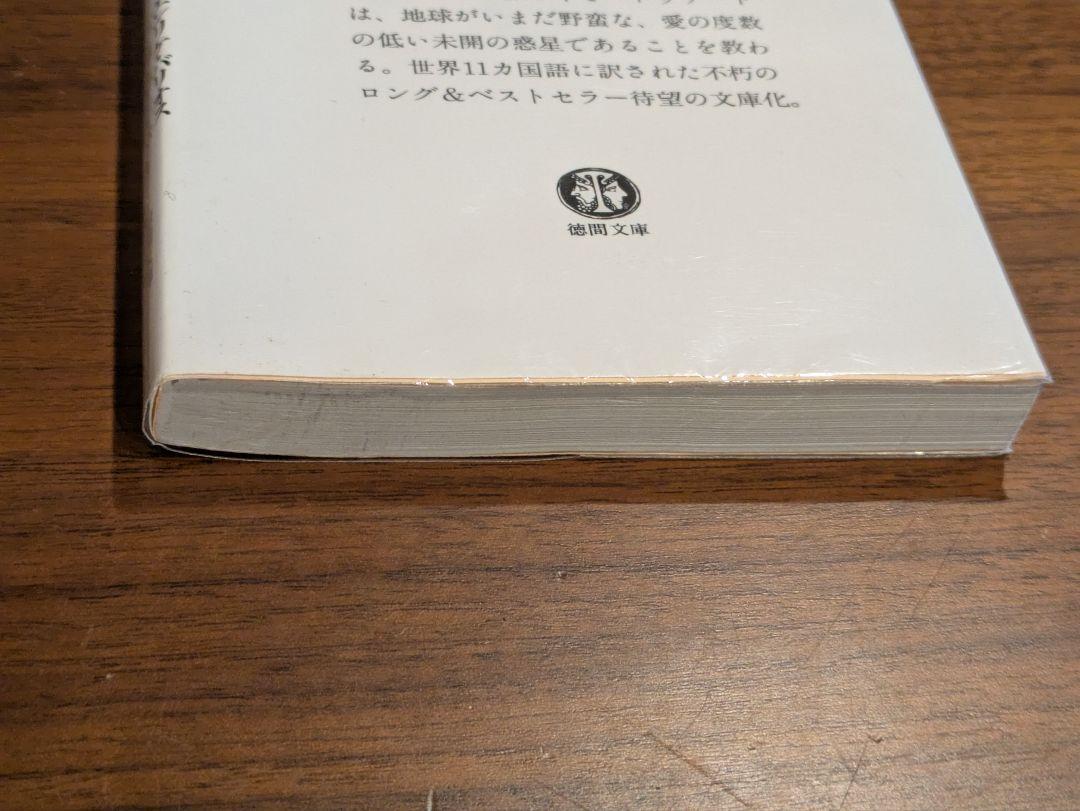 は、地球がいまだ野蛮な、愛の度数
の低い未開の惑星であることを教わ
る。世界11カ国語に訳された不朽の
ロング&ベストセラー待望の文庫化。
徳間文庫